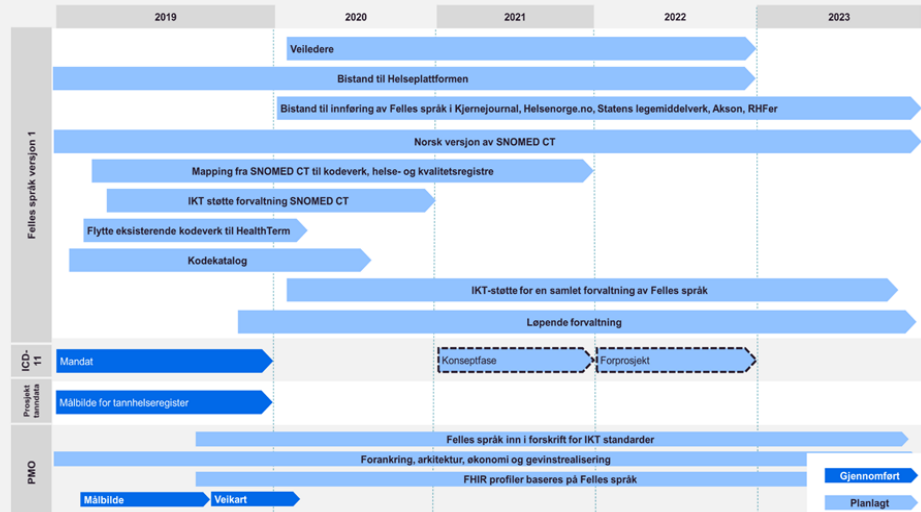 2019 2020 2021 2022 2023
Felles språk versjon 1
Veiledere
Bistand til Helseplattformen
Bistand til innføring av Felles språk i Kjernejournal, Helsenorge.no, Statens legemiddelverk, Akson, RHFer
Norsk versjon av SNOMED CT
Mapping fra SNOMED CT til kodeverk, helse- og kvalitetsregistre
IKT støtte forvaltning SNOMED CT
Flytte eksisterende kodeverk til HealthTerm
Kodekatalog
IKT-støtte for en samlet forvaltning av Felles språk
Løpende forvaltning
ICD-
11
Mandat
Konseptfase
Forprosjekt
Prosjekt
tanndata
Målbilde for tannhelseregister
PMO
Felles språk inn i forskrift for IKT standarder
Forankring, arkitektur, økonomi og gevinstrealisering
FHIR profiler baseres på Felles språk
Målbilde
Veikart
Gjennomført
Planlagt